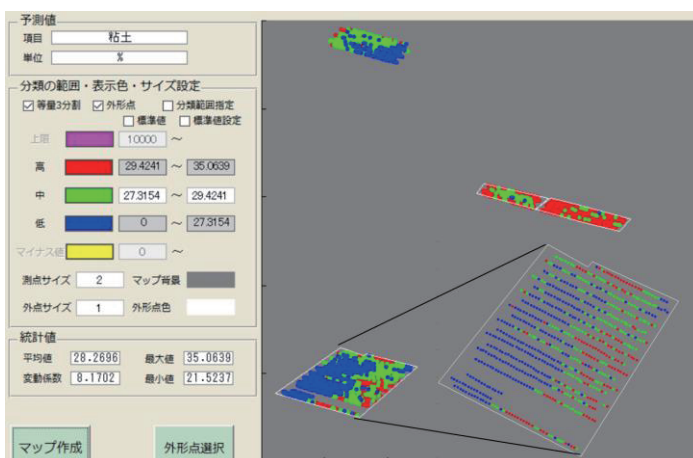 予測値
項目 粘土
単位 %
分類の範囲・表示色・サイズ設定
等量3分割 外形点 分類範囲指定
標準値 標準値設定
上限 10000 ～
高 29.4241 ～ 35.0639
中 27.3154 ～ 29.4241
低 0 ～ 27.3154
マイナス値 0 ～
測点サイズ 2 マップ背景
外点サイズ 1 外形点色
統計値
平均値 28.2696 最大値 35.0639
変動係数 8.1702 最小値 21.5237
マップ作成 外形点選択